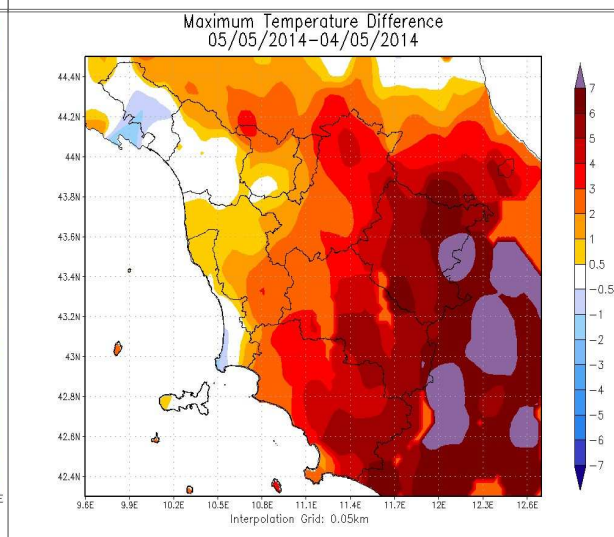 Maximum Temperature Difference
05/05/2014-04/05/2014
44.4N
44.2N
44N
43.8N
43.6N
43.4N
43.2N
43N
42.8N
42.6N
42.4N
9.6E
9.9E
10.2E
10.5E
10.8E
11.1E
11.4E
11.7E
12E
12.3E
12.6E
Interpolation Grid: 0.05km
7
6
5
4
3
2
1
0.5
-0.5
-1
-2
-3
-4
-5
-6
-7
E